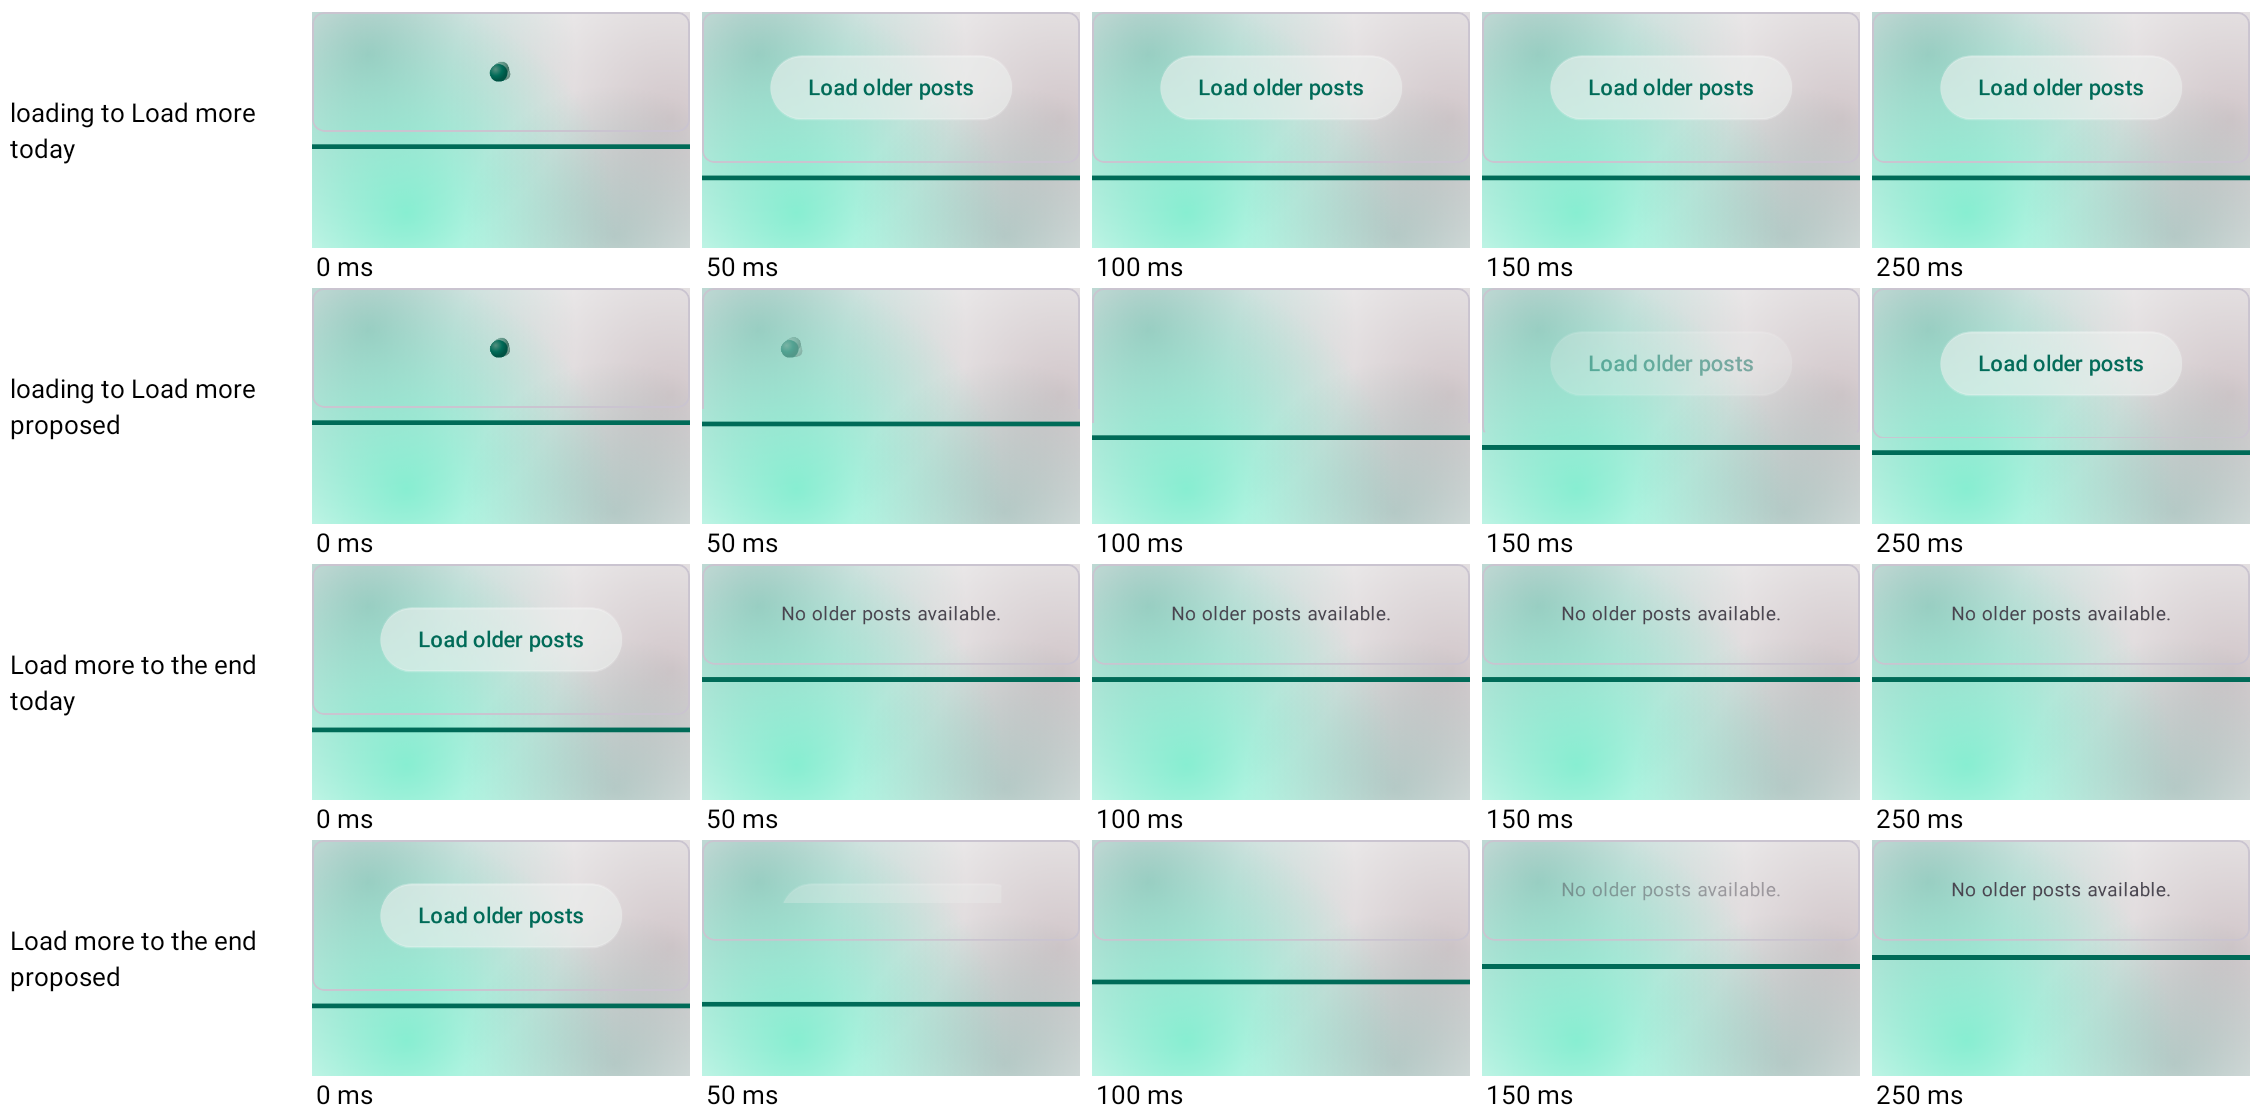 loading to Load more
today
Load older posts
Load older posts
Load older posts
Load older posts
0 ms
50 ms
100 ms
150 ms
250 ms
loading to Load more
proposed
Load older posts
Load older posts
0 ms
50 ms
100 ms
150 ms
250 ms
Load more to the end
today
Load older posts
No older posts available.
No older posts available.
No older posts available.
No older posts available.
0 ms
50 ms
100 ms
150 ms
250 ms
Load more to the end
proposed
Load older posts
No older posts available.
No older posts available.
0 ms
50 ms
100 ms
150 ms
250 ms